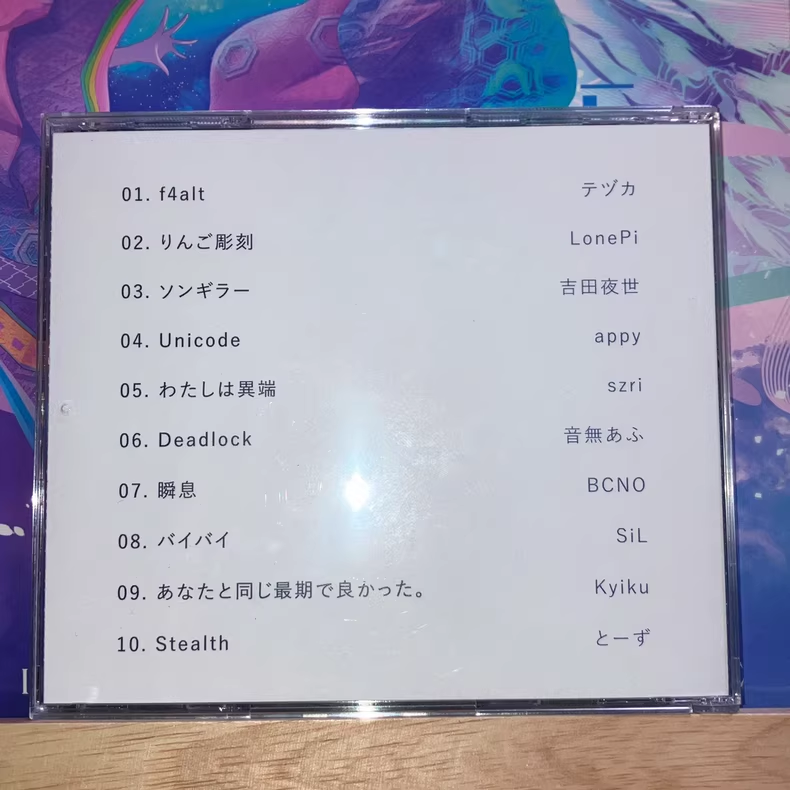 01. f4alt テヅカ
02. りんご彫刻 LonePi
03. ソンギラー 吉田夜世
04. Unicode appy
05. わたしは異端 szri
06. Deadlock 音無あふ
07. 瞬息 BCNO
08. バイバイ SiL
09. あなたと同じ最期で良かった。 Kyiku
10. Stealth とーず